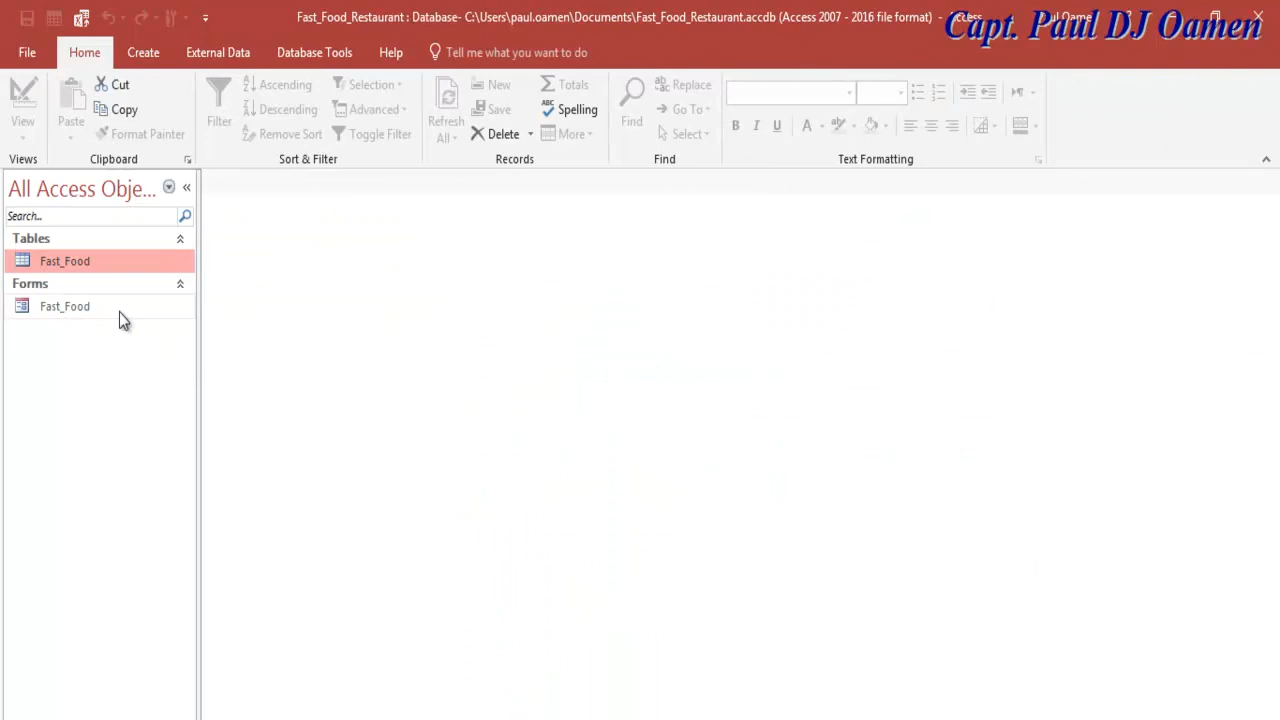 Fast_Food_Restaurant : Database- C:\Users\paul.oamen\Documents\Fast_Food_Restaurant.accdb (Access 2007 - 2016 file format) -
Capt. Paul DJ Oamen
File Home Create External Data Database Tools Help Tell me what you want to do
View
Views
Paste
Cut
Copy
Format Painter
Clipboard
Filter
Ascending
Descending
Remove Sort
Selection
Advanced
Toggle Filter
Sort & Filter
Refresh
All
New
Save
Delete
Totals
Spelling
More
Records
Find
Replace
Go To
Select
Find
B I U A
Text Formatting
All Access Obje...
Search...
Tables
Fast_Food
Forms
Fast_Food